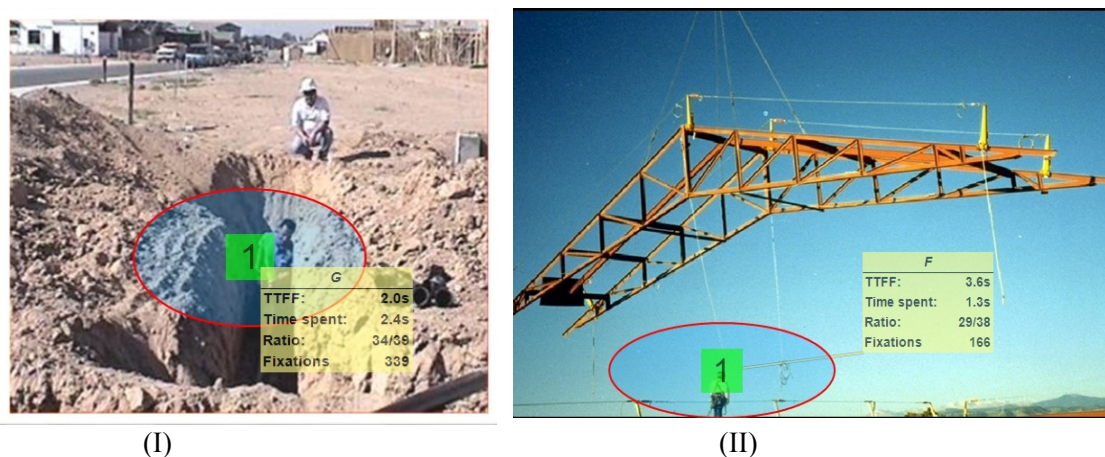 1
G
TTFF: 2.0s
Time spent: 2.4s
Ratio: 34/38
Fixations 339
1
F
TTFF: 3.6s
Time spent: 1.3s
Ratio: 29/38
Fixations 166
(I)
(II)